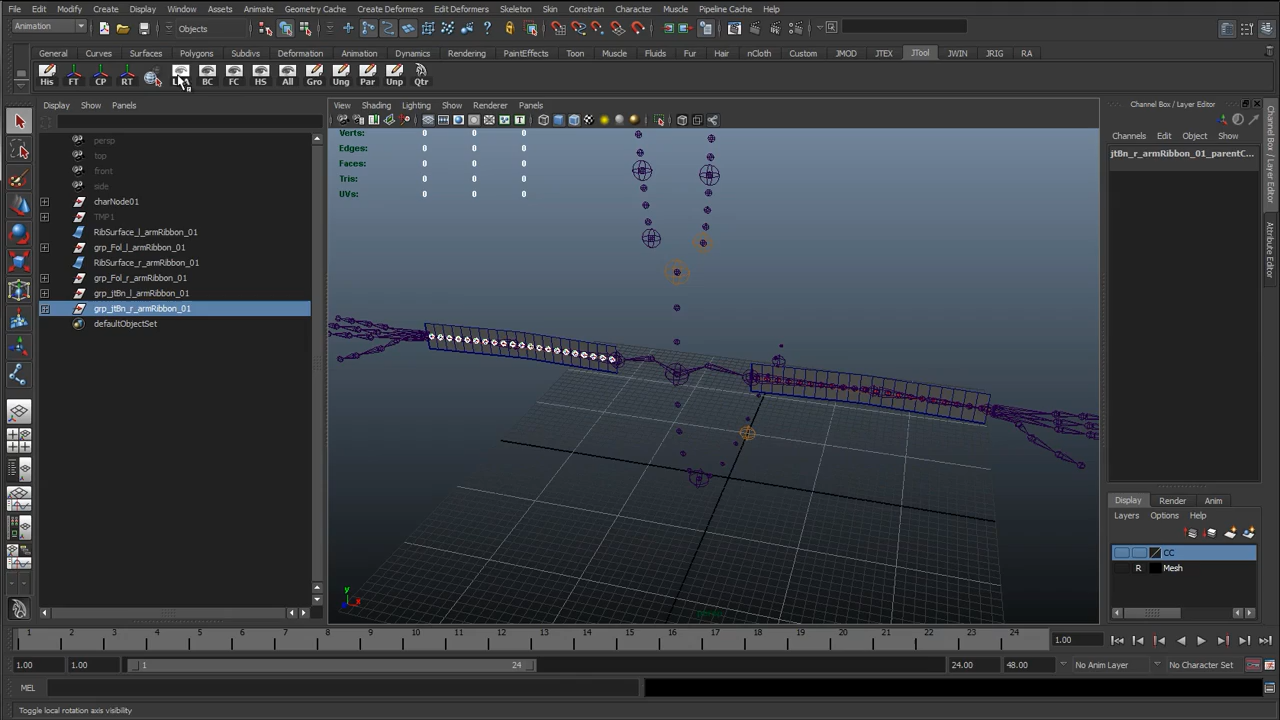 File Edit Modify Create Display Window Assets Animate Geometry Cache Create Deformers Edit Deformers Skeleton Skin Constrain Character Muscle Pipeline Cache Help
Animation Objects
General Curves Surfaces Polygons Subdivs Deformation Animation Dynamics Rendering PaintEffects Toon Muscle Fluids Fur Hair nCloth Custom JMOD JTEX JTool JWIN JRIG RA
His FT CP RT BC FC HS All Gro Ung Par Unp Qtr
Display Show Panels
View Shading Lighting Show Renderer Panels
Channel Box / Layer Editor
Channels Edit Object Show
jtBn_r_armRibbon_01_parentC...
persp
top
front
side
charNode01
TMP1
RibSurface_l_armRibbon_01
grp_Fol_l_armRibbon_01
RibSurface_r_armRibbon_01
grp_Fol_r_armRibbon_01
grp_jtBn_l_armRibbon_01
grp_jtBn_r_armRibbon_01
defaultObjectSet
Verts: 0 0 0
Edges: 0 0 0
Faces: 0 0 0
Tris: 0 0 0
UVs: 0 0 0
y
x
Channel Box / Layer Editor
Attribute Editor
Display Render Anim
Layers Options Help
CC
R Mesh
1 2 3 4 5 6 7 8 9 10 11 12 13 14 15 16 17 18 19 20 21 22 23 24 1.00
1.00 1.00 1 24 24.00 48.00 No Anim Layer No Character Set
MEL
Toggle local rotation axis visibility